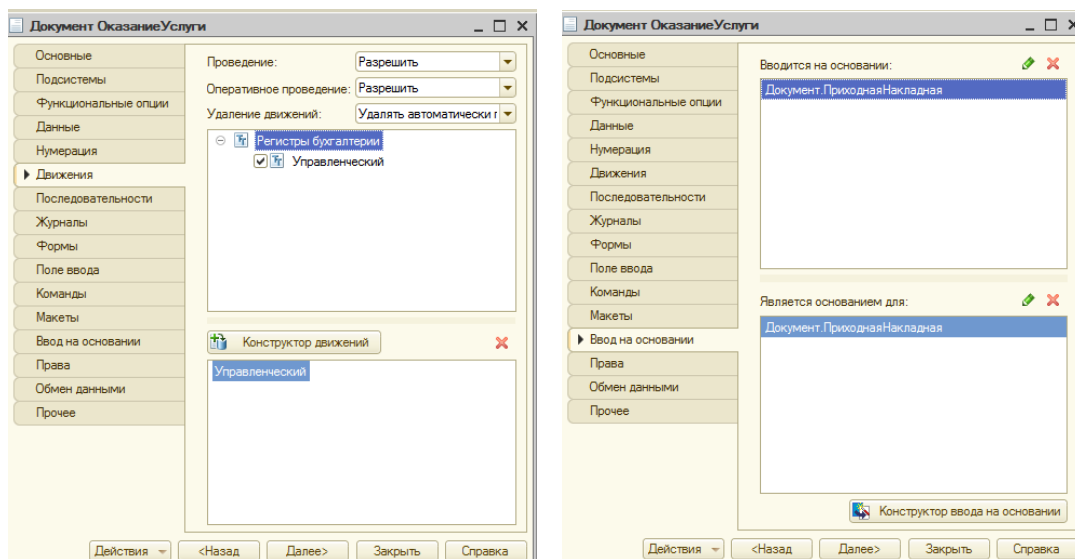 Документ ОказаниеУслуги
Основные
Подсистемы
Функциональные опции
Данные
Нумерация
Движения
Последовательности
Журналы
Формы
Поле ввода
Команды
Макеты
Ввод на основании
Права
Обмен данными
Прочее
Проведение: Разрешить
Оперативное проведение: Разрешить
Удаление движений: Удалять автоматически г
Регистры бухгалтерии
Управленческий
Конструктор движений
Управленческий
Действия <Назад Далее> Закрыть Справка
Документ ОказаниеУслуги
Основные
Подсистемы
Функциональные опции
Данные
Нумерация
Движения
Последовательности
Журналы
Формы
Поле ввода
Команды
Макеты
Ввод на основании
Права
Обмен данными
Прочее
Вводится на основании:
Документ.ПриходнаяНакладная
Является основанием для:
Документ.ПриходнаяНакладная
Конструктор ввода на основании
Действия <Назад Далее> Закрыть Справка